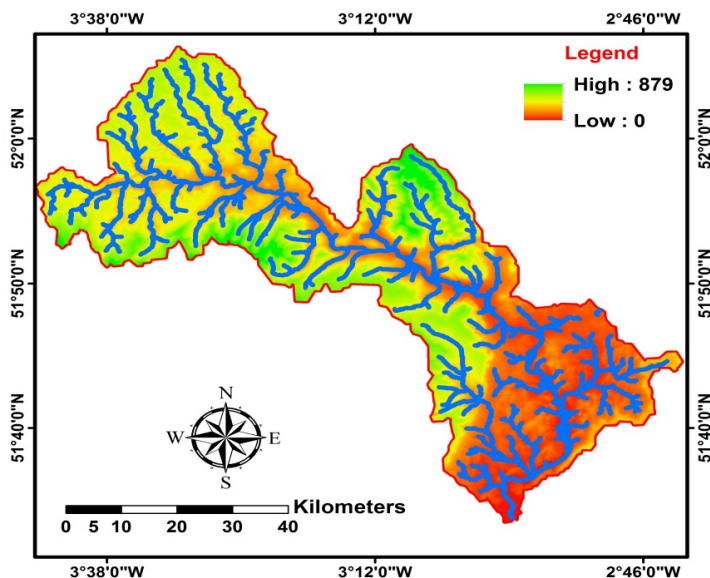 3°38'0"W 3°12'0"W 2°46'0"W
Legend
High : 879
Low : 0
52°0'0"N 52°0'0"N
51°50'0"N 51°50'0"N
51°40'0"N 51°40'0"N
N
W E
S
Kilometers
0 5 10 20 30 40
3°38'0"W 3°12'0"W 2°46'0"W